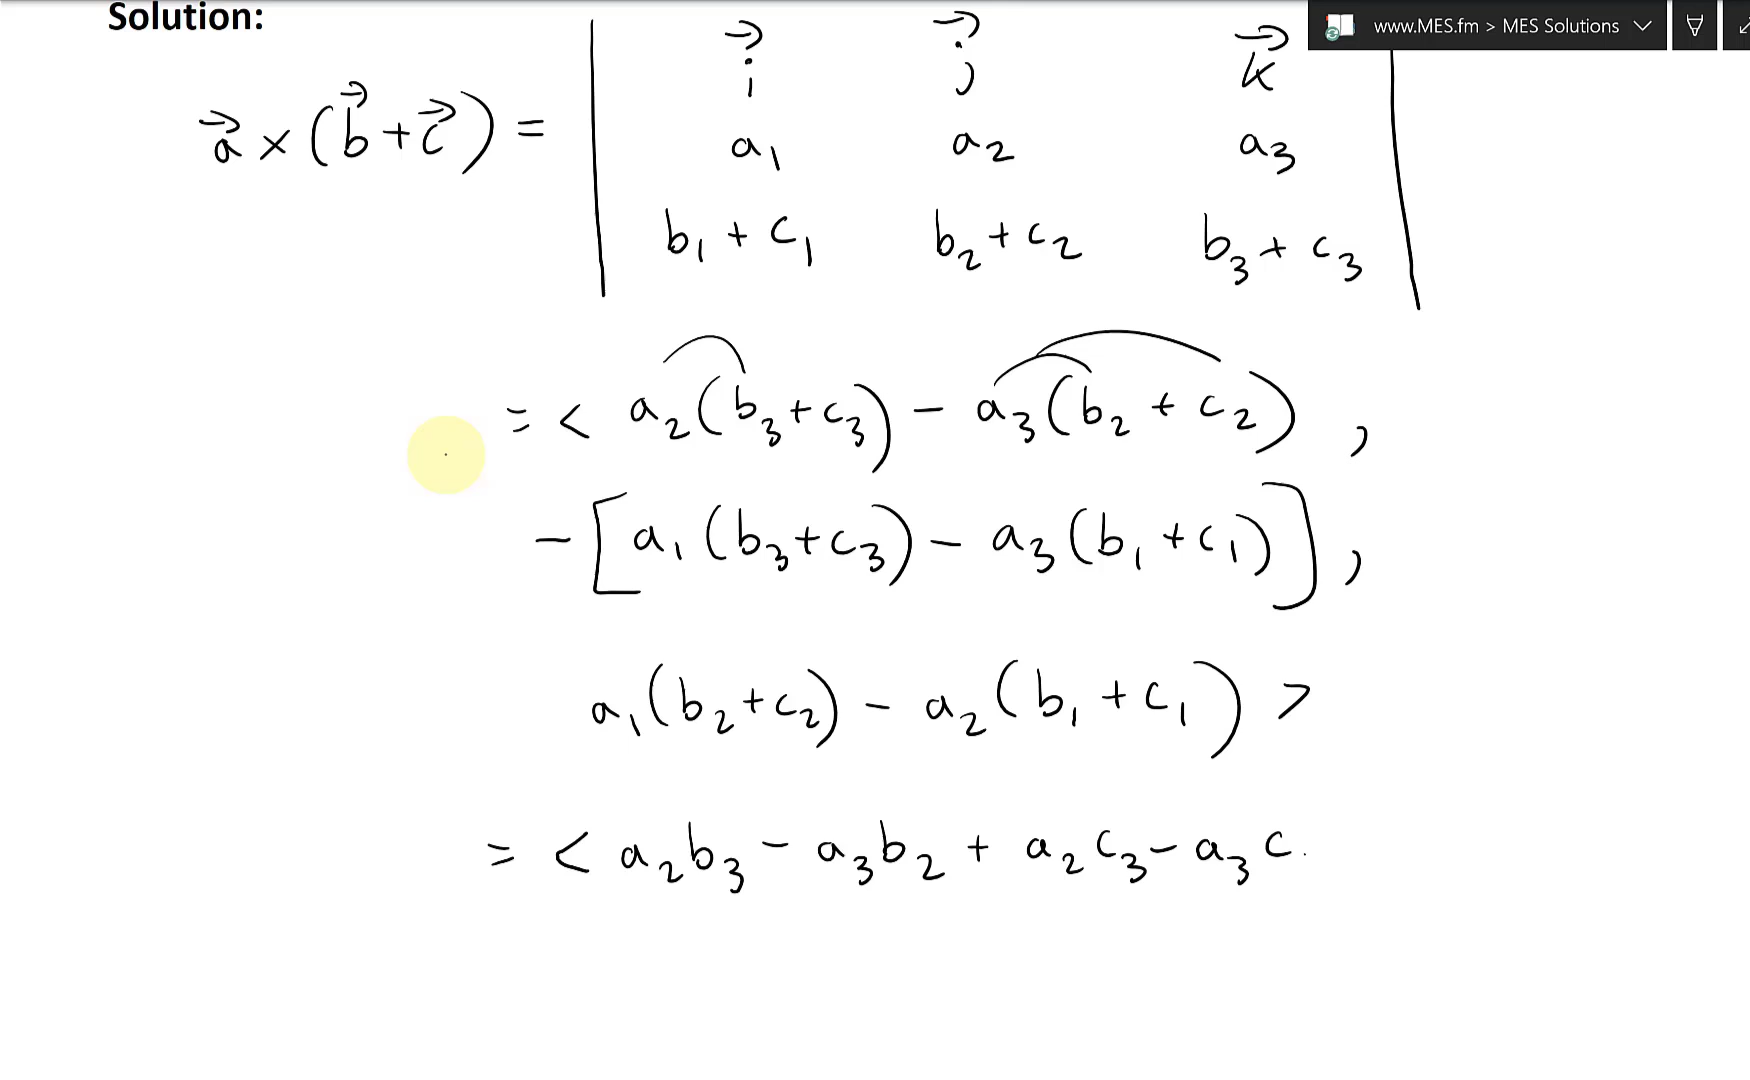 Solution:
www.MES.fm > MES Solutions
i⃗ j⃗ k⃗
a⃗ × (b⃗ + c⃗) =
a₁ a₂ a₃
b₁ + c₁ b₂ + c₂ b₃ + c₃
= < a₂(b₃ + c₃) − a₃(b₂ + c₂) ,
− [a₁(b₃ + c₃) − a₃(b₁ + c₁)] ,
a₁(b₂ + c₂) − a₂(b₁ + c₁) >
= < a₂b₃ − a₃b₂ + a₂c₃ − a₃c